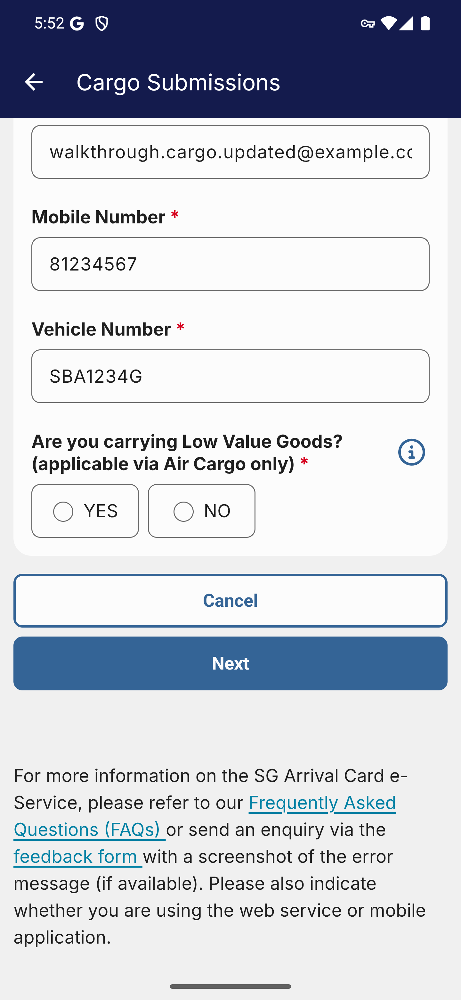 5:52
Cargo Submissions
walkthrough.cargo.updated@example.cc
Mobile Number *
81234567
Vehicle Number *
SBA1234G
Are you carrying Low Value Goods?
(applicable via Air Cargo only) *
YES NO
Cancel
Next
For more information on the SG Arrival Card e-
Service, please refer to our Frequently Asked
Questions (FAQs) or send an enquiry via the
feedback form with a screenshot of the error
message (if available). Please also indicate
whether you are using the web service or mobile
application.